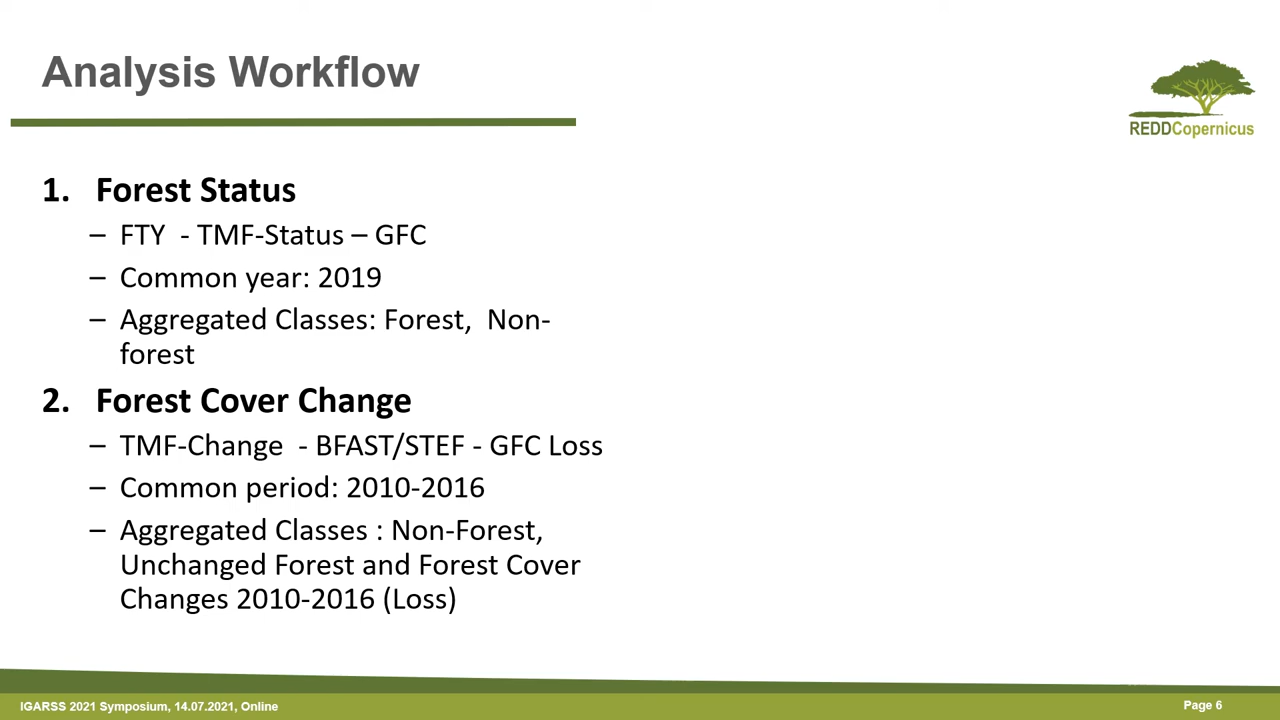 Analysis Workflow
REDDCopernicus
1. Forest Status
– FTY - TMF-Status – GFC
– Common year: 2019
– Aggregated Classes: Forest, Non-
forest
2. Forest Cover Change
– TMF-Change - BFAST/STEF - GFC Loss
– Common period: 2010-2016
– Aggregated Classes : Non-Forest,
Unchanged Forest and Forest Cover
Changes 2010-2016 (Loss)
IGARSS 2021 Symposium, 14.07.2021, Online
Page 6